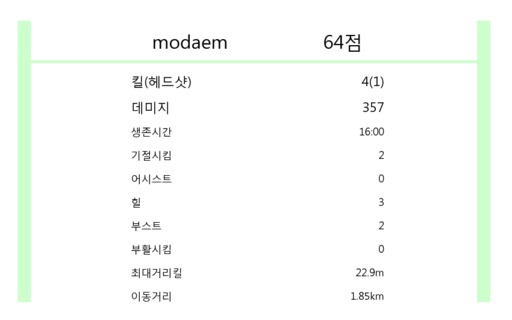 modaem 64점
킬(헤드샷) 4(1)
데미지 357
생존시간 16:00
기절시킴 2
어시스트 0
힐 3
부스트 2
부활시킴 0
최대거리킬 22.9m
이동거리 1.85km